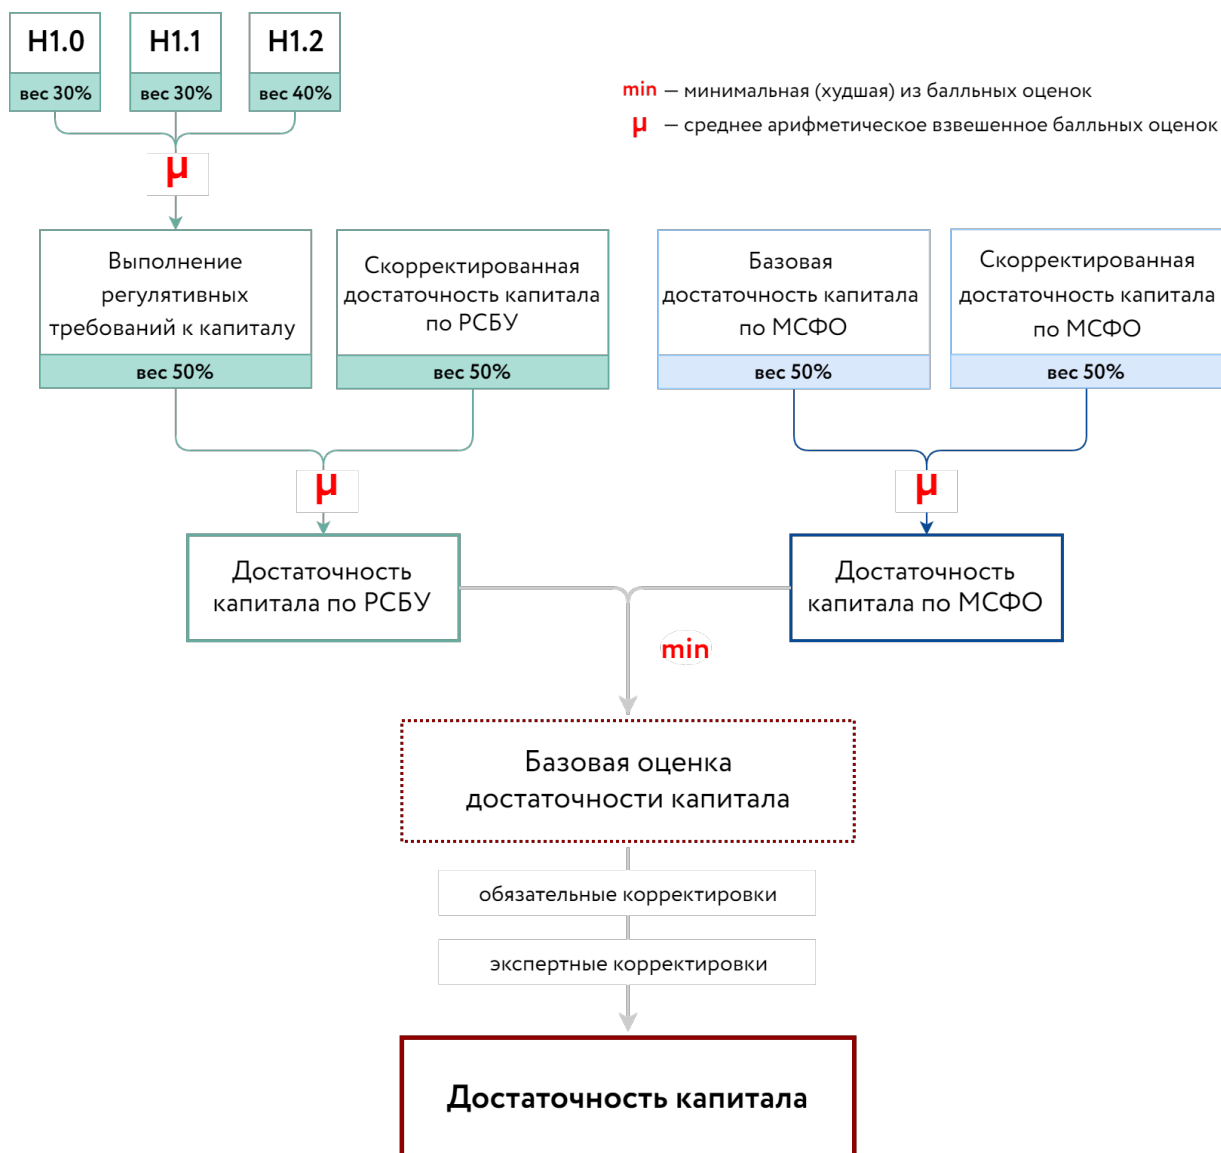 Н1.0
Н1.1
Н1.2
вес 30%
вес 30%
вес 40%
min – минимальная (худшая) из балльных оценок
μ – среднее арифметическое взвешенное балльных оценок
μ
Выполнение
регулятивных
требований к капиталу
вес 50%
Скорректированная
достаточность капитала
по РСБУ
вес 50%
Базовая
достаточность капитала
по МСФО
вес 50%
Скорректированная
достаточность капитала
по МСФО
вес 50%
μ
μ
Достаточность
капитала по РСБУ
Достаточность
капитала по МСФО
min
Базовая оценка
достаточности капитала
обязательные корректировки
экспертные корректировки
Достаточность капитала